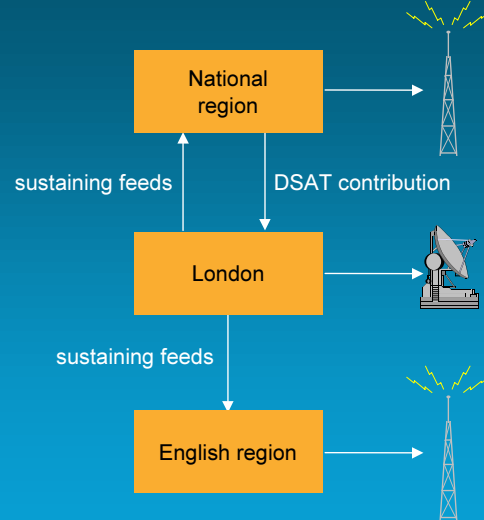 National
region
sustaining feeds
DSAT contribution
London
sustaining feeds
English region